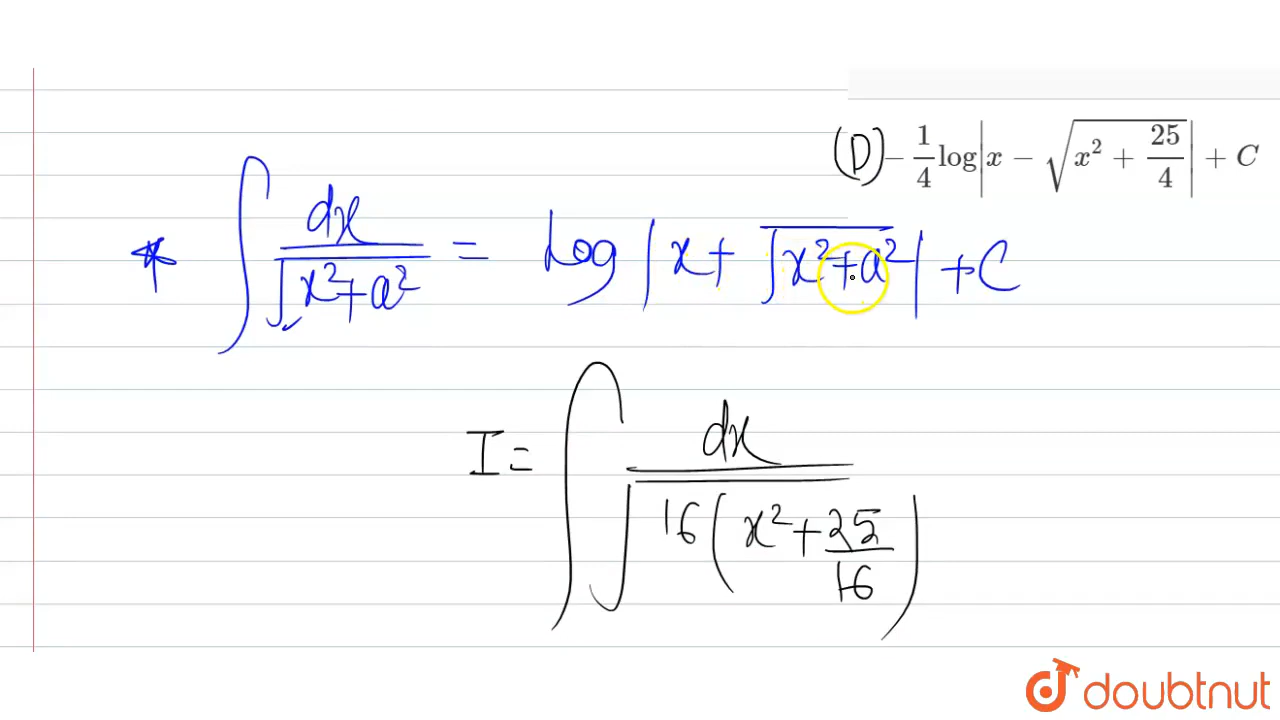 (D) −1/4 log|x − √(x² + 25/4)| + C
* ∫ dx/√(x²+a²) = log |x + √(x²+a²)| + C
I = ∫ dx/√(16(x² + 25/16))
doubtnut